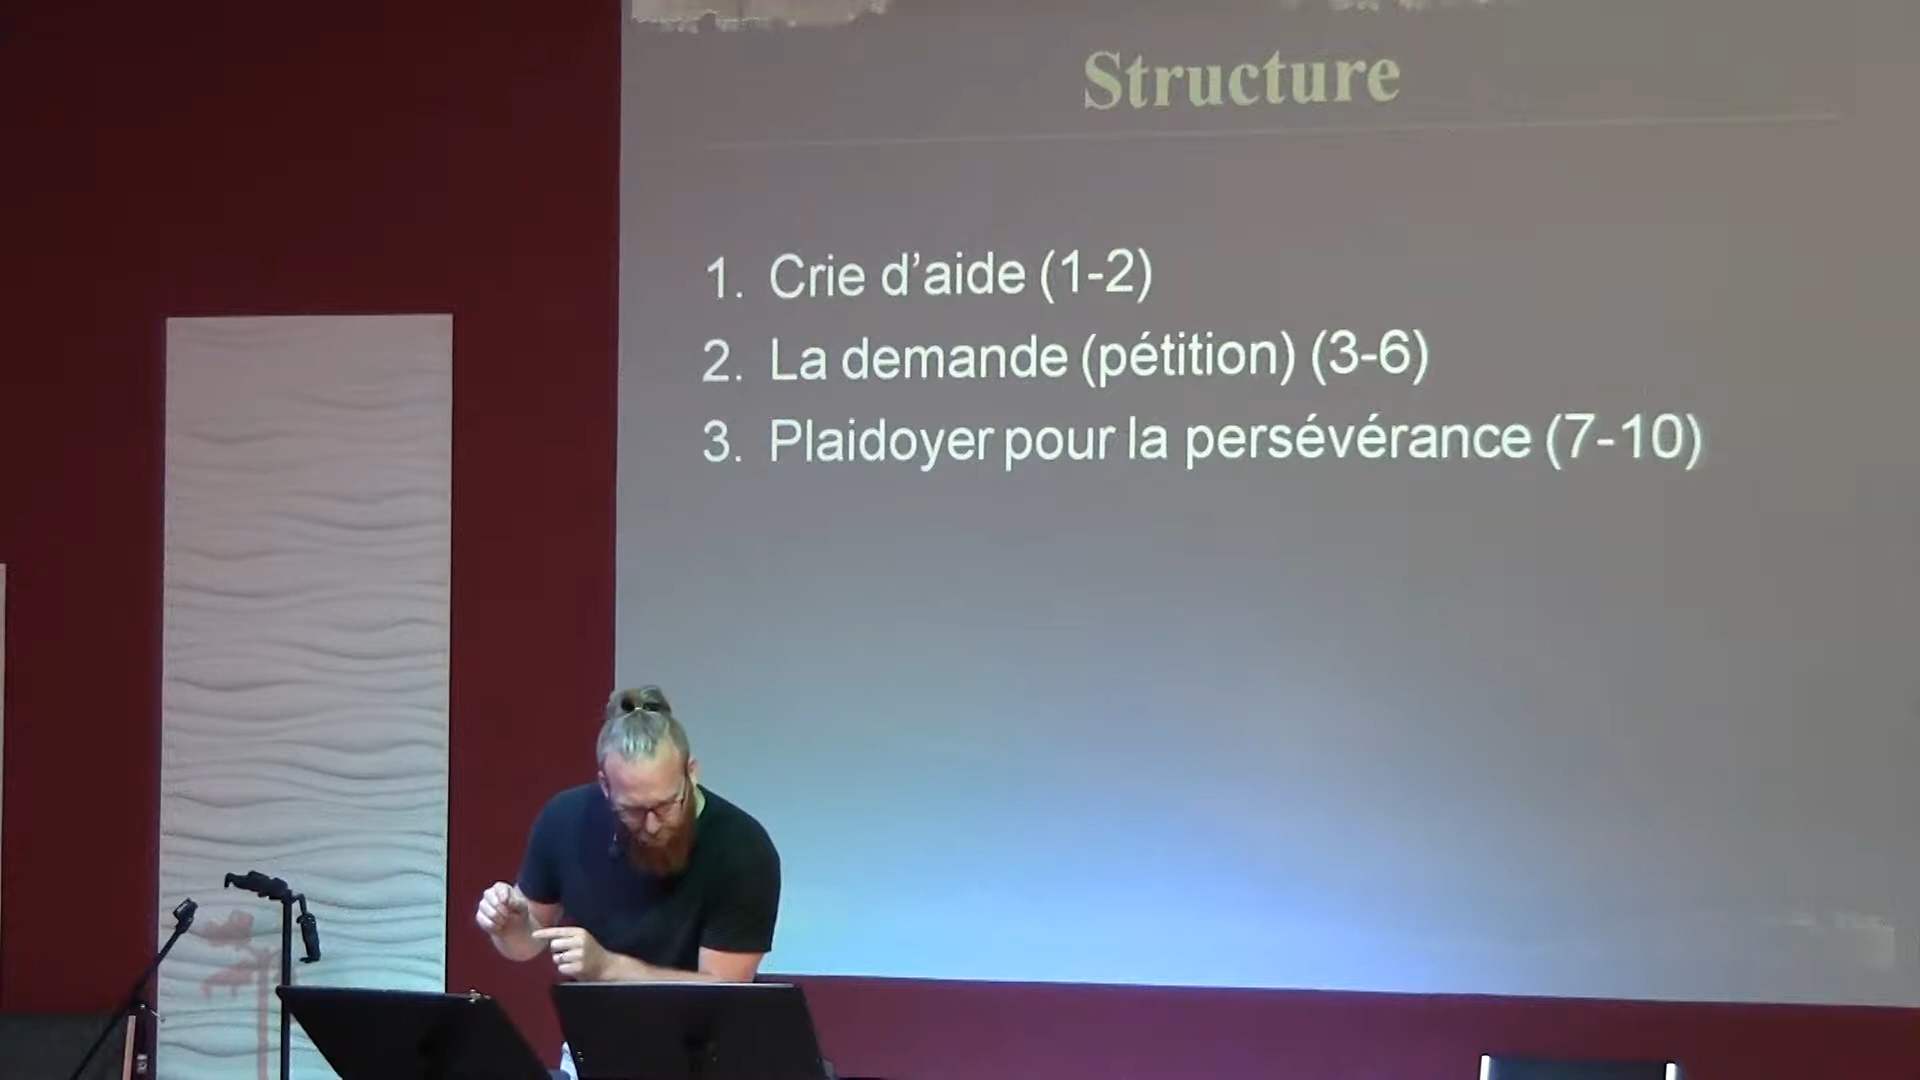 Structure
1. Crie d’aide (1-2)
2. La demande (pétition) (3-6)
3. Plaidoyer pour la persévérance (7-10)